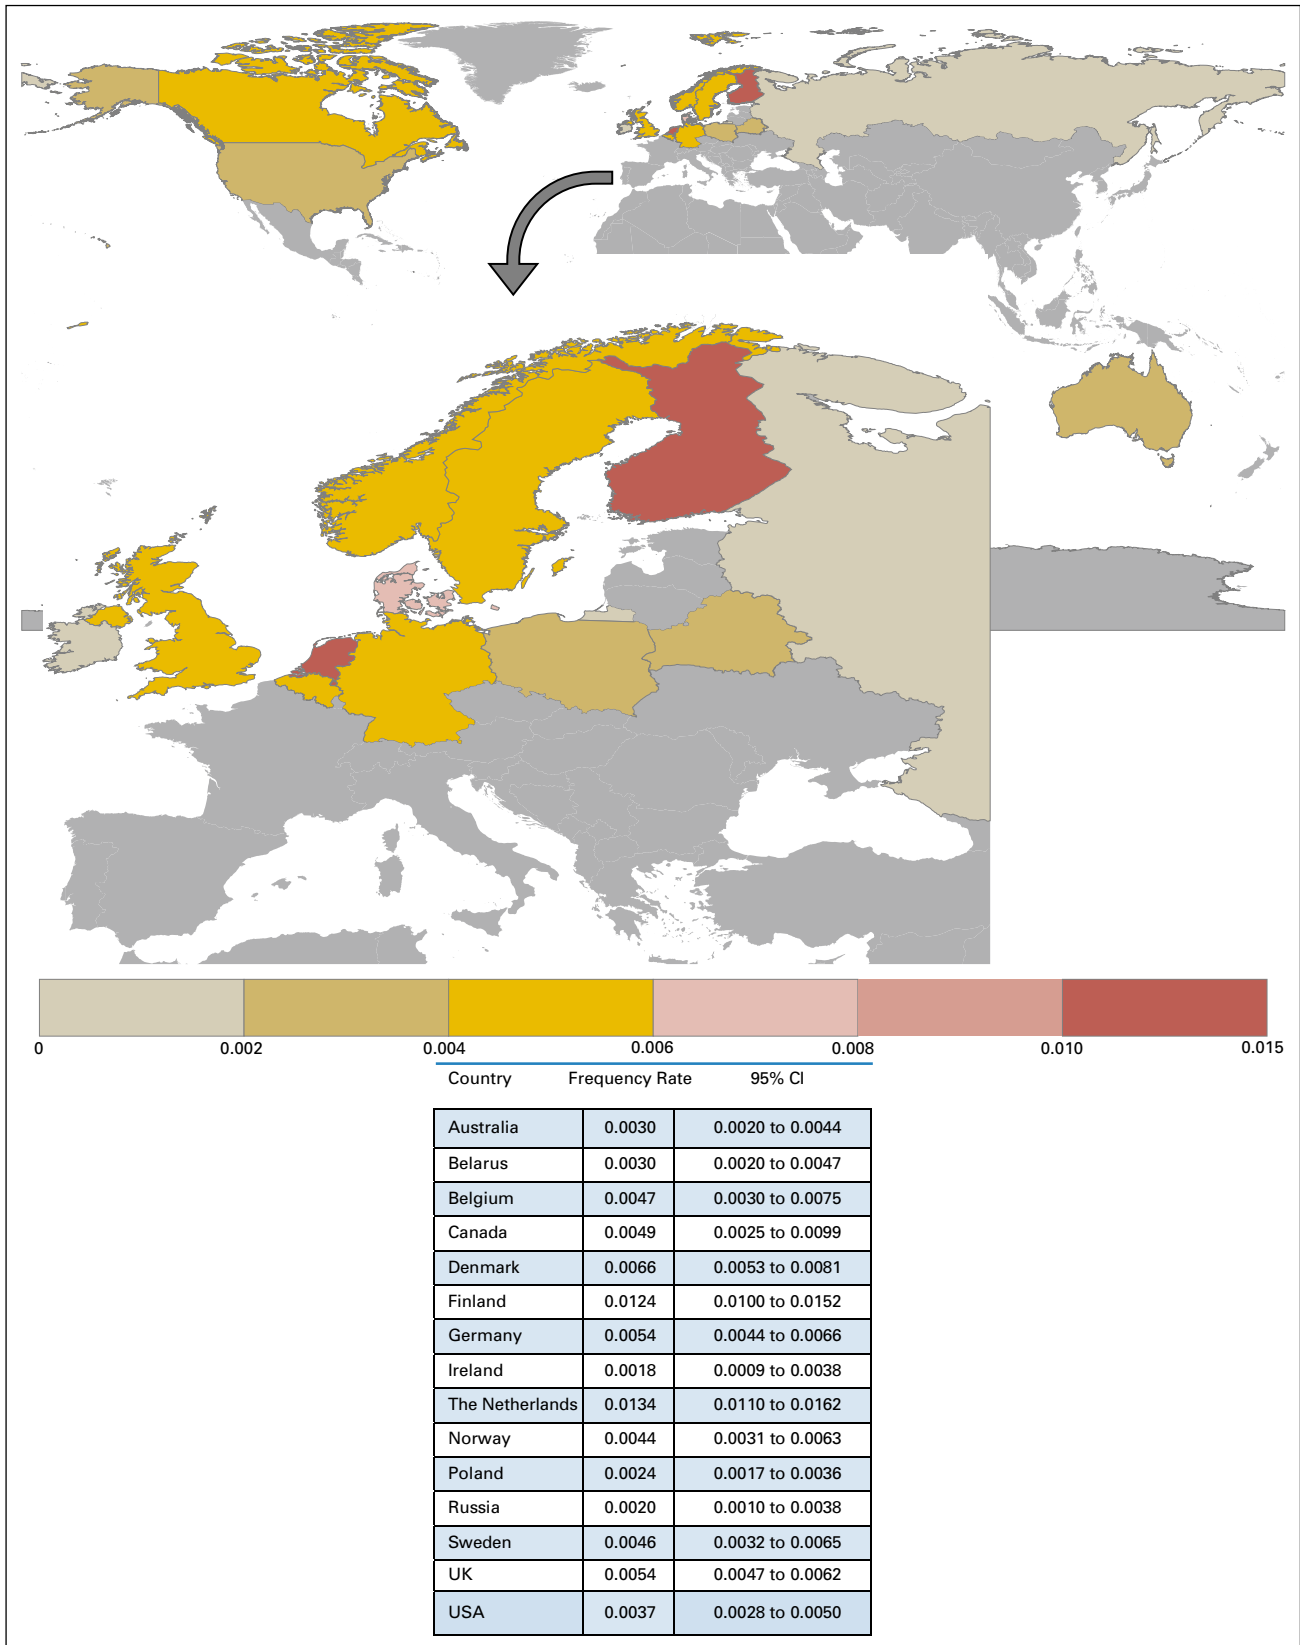 0 0.002 0.004 0.006 0.008 0.010 0.015
Country Frequency Rate 95% CI
Australia 0.0030 0.0020 to 0.0044
Belarus 0.0030 0.0020 to 0.0047
Belgium 0.0047 0.0030 to 0.0075
Canada 0.0049 0.0025 to 0.0099
Denmark 0.0066 0.0053 to 0.0081
Finland 0.0124 0.0100 to 0.0152
Germany 0.0054 0.0044 to 0.0066
Ireland 0.0018 0.0009 to 0.0038
The Netherlands 0.0134 0.0110 to 0.0162
Norway 0.0044 0.0031 to 0.0063
Poland 0.0024 0.0017 to 0.0036
Russia 0.0020 0.0010 to 0.0038
Sweden 0.0046 0.0032 to 0.0065
UK 0.0054 0.0047 to 0.0062
USA 0.0037 0.0028 to 0.0050